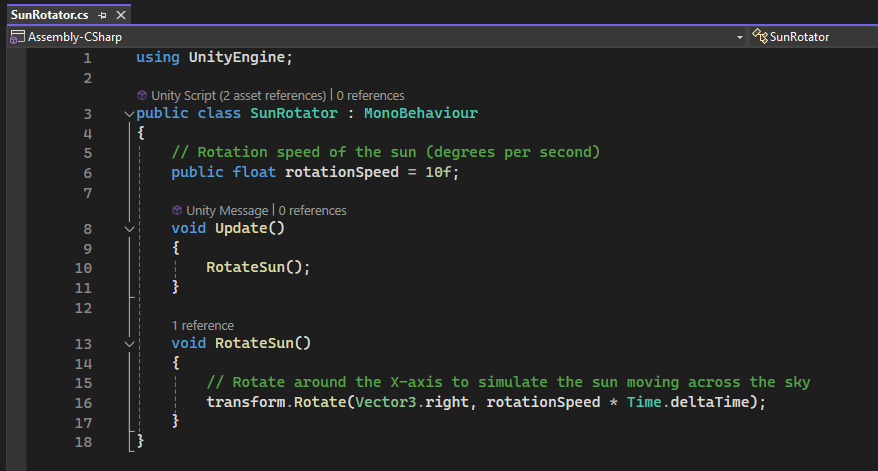 SunRotator.cs
Assembly-CSharp SunRotator
1 using UnityEngine;
2
Unity Script (2 asset references) | 0 references
3 public class SunRotator : MonoBehaviour
4 {
5 // Rotation speed of the sun (degrees per second)
6 public float rotationSpeed = 10f;
7
Unity Message | 0 references
8 void Update()
9 {
10 RotateSun();
11 }
12
1 reference
13 void RotateSun()
14 {
15 // Rotate around the X-axis to simulate the sun moving across the sky
16 transform.Rotate(Vector3.right, rotationSpeed * Time.deltaTime);
17 }
18 }